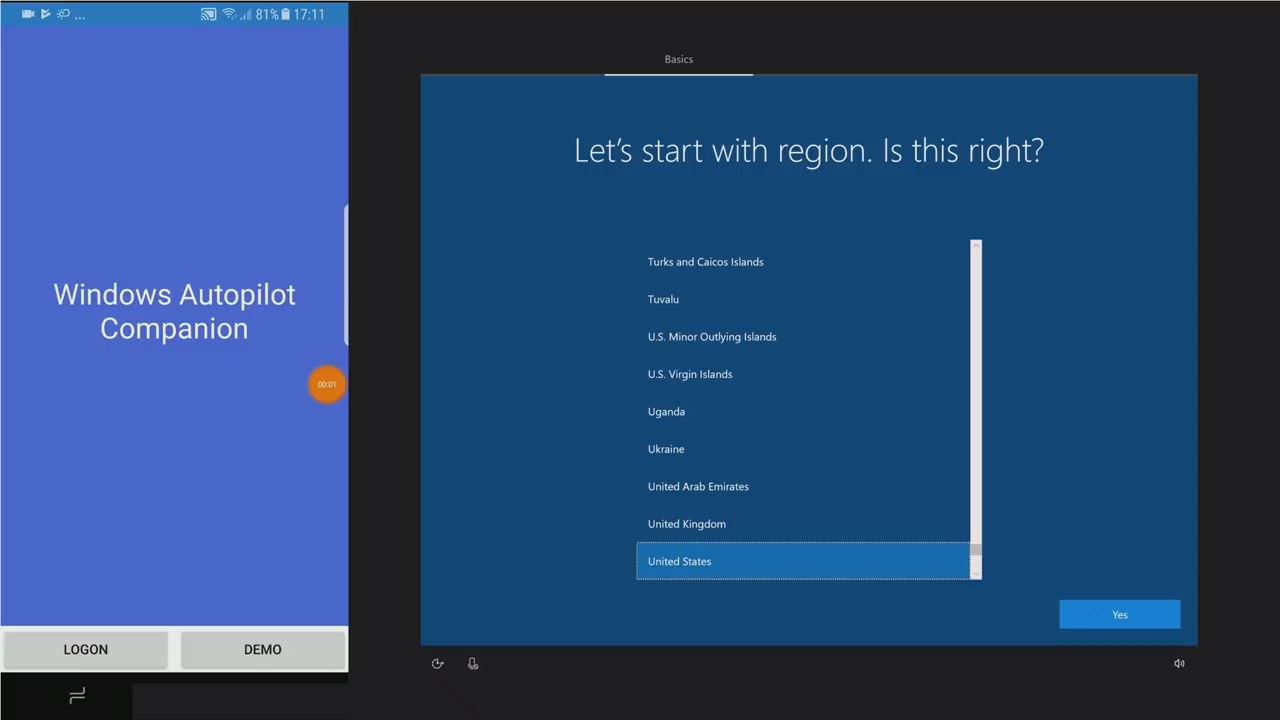 ... 81% 17:11
Windows Autopilot
Companion
00:01
LOGON
DEMO
Basics
Let's start with region. Is this right?
Turks and Caicos Islands
Tuvalu
U.S. Minor Outlying Islands
U.S. Virgin Islands
Uganda
Ukraine
United Arab Emirates
United Kingdom
United States
Yes